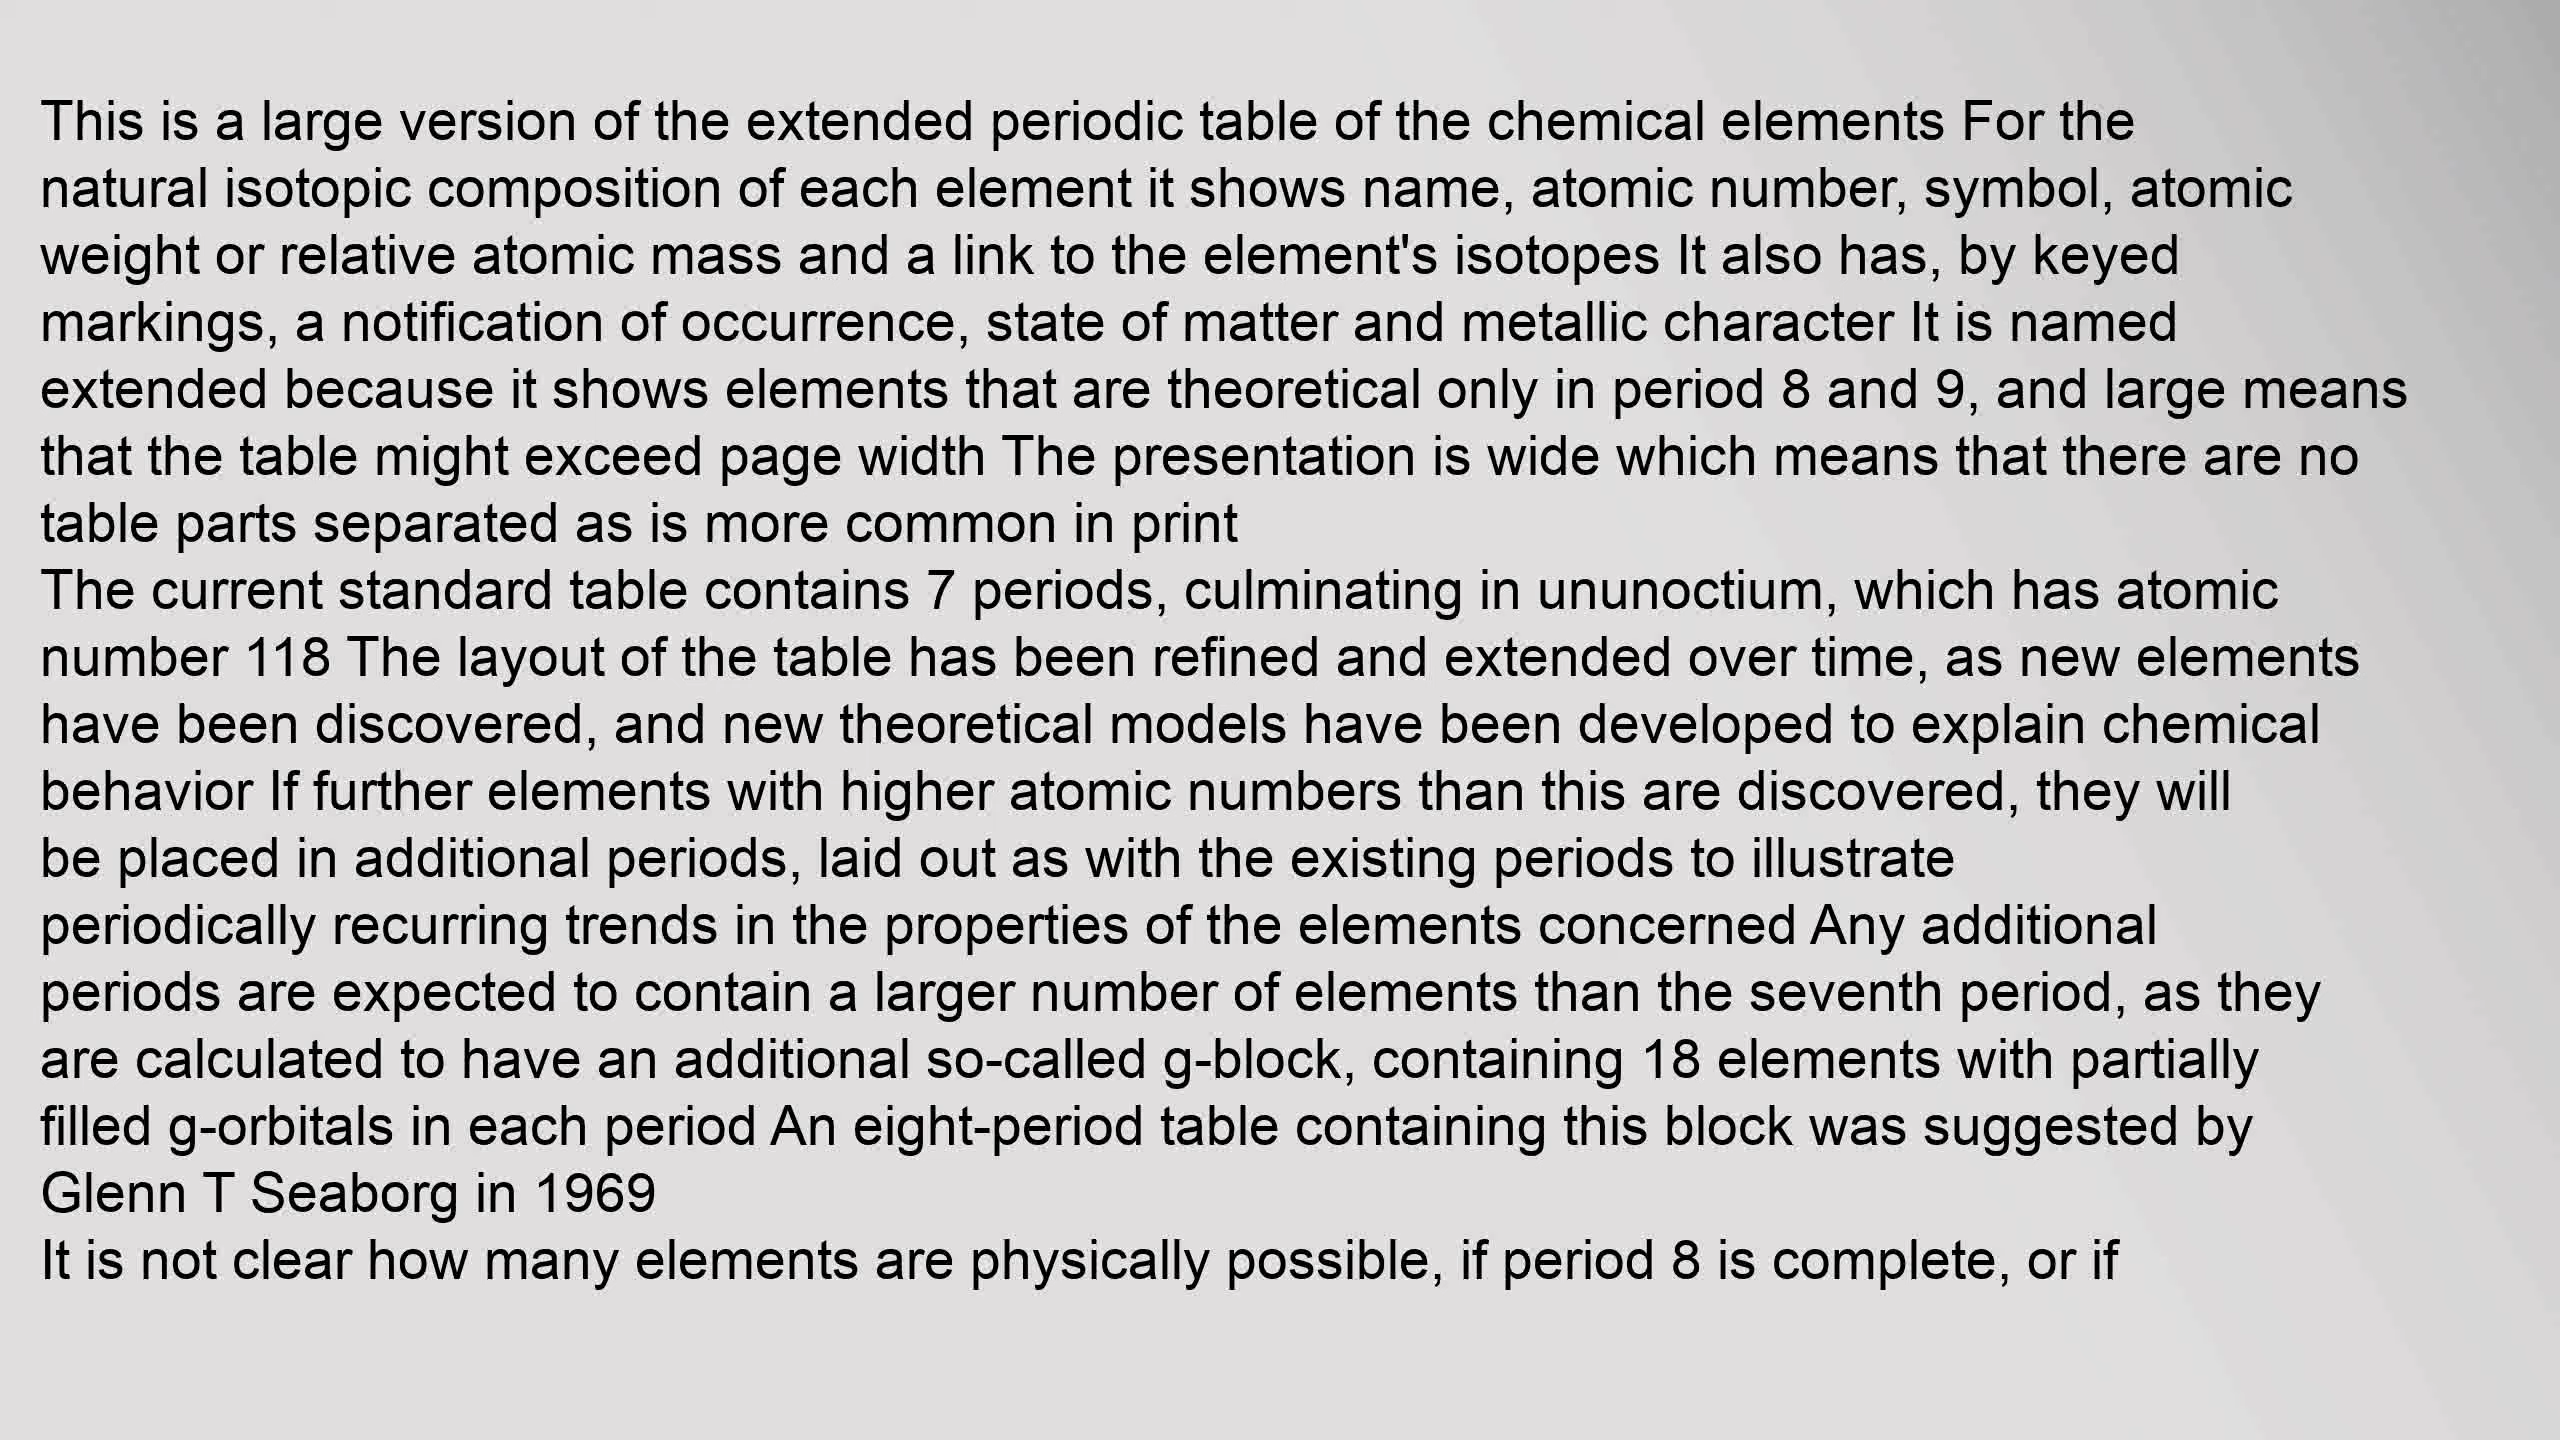 This is a large version of the extended periodic table of the chemical elements For the
natural isotopic composition of each element it shows name, atomic number, symbol, atomic
weight or relative atomic mass and a link to the element's isotopes It also has, by keyed
markings, a notification of occurrence, state of matter and metallic character It is named
extended because it shows elements that are theoretical only in period 8 and 9, and large means
that the table might exceed page width The presentation is wide which means that there are no
table parts separated as is more common in print
The current standard table contains 7 periods, culminating in ununoctium, which has atomic
number 118 The layout of the table has been refined and extended over time, as new elements
have been discovered, and new theoretical models have been developed to explain chemical
behavior If further elements with higher atomic numbers than this are discovered, they will
be placed in additional periods, laid out as with the existing periods to illustrate
periodically recurring trends in the properties of the elements concerned Any additional
periods are expected to contain a larger number of elements than the seventh period, as they
are calculated to have an additional so-called g-block, containing 18 elements with partially
filled g-orbitals in each period An eight-period table containing this block was suggested by
Glenn T Seaborg in 1969
It is not clear how many elements are physically possible, if period 8 is complete, or if